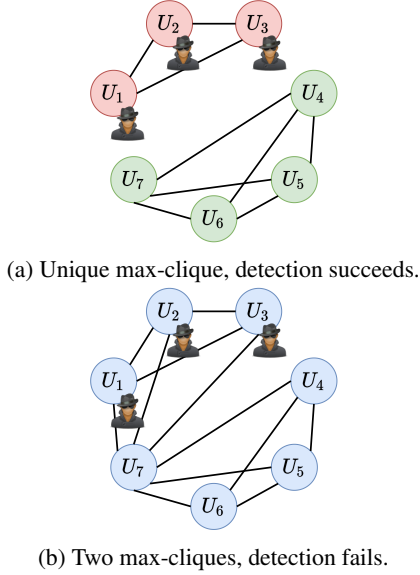 U2 U3
U1
U4
U7 U5
U6
(a) Unique max-clique, detection succeeds.
U2 U3
U1 U4
U7 U5
U6
(b) Two max-cliques, detection fails.